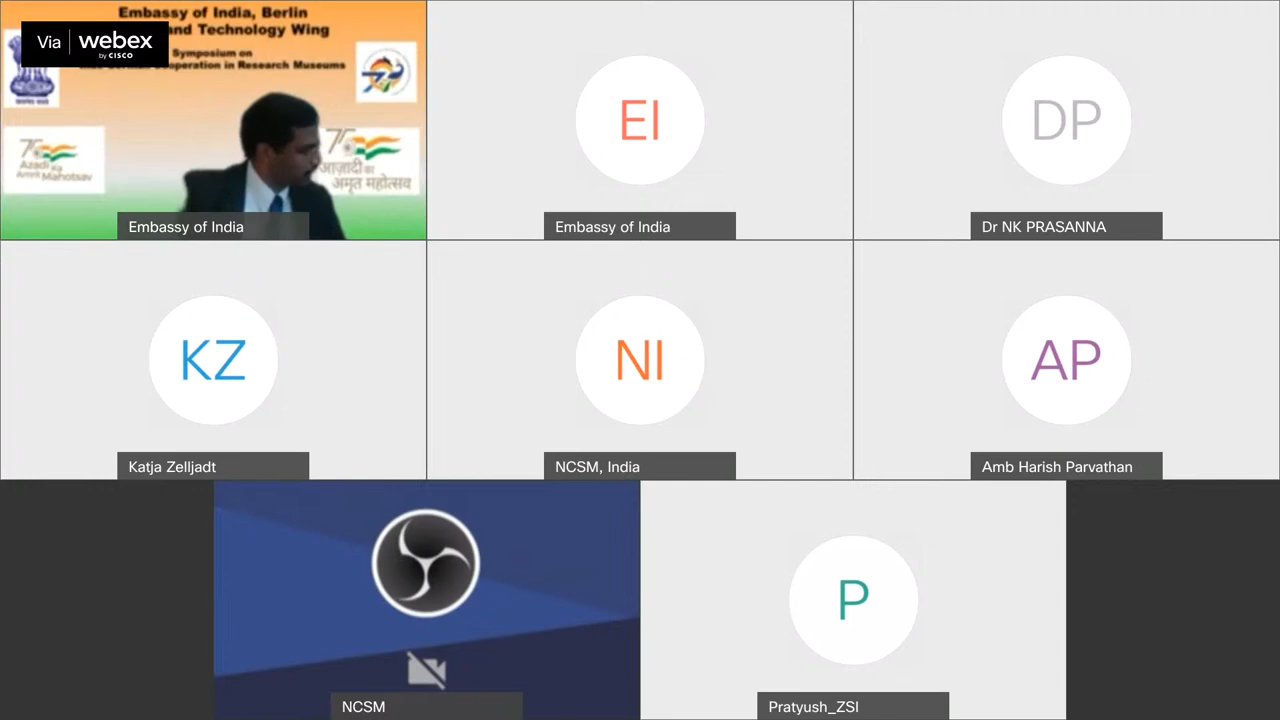 Embassy of India, Berlin
and Technology Wing
Via webex
by CISCO
Symposium on
Cooperation in Research Museums
75
Azadi Ka
Amrit Mahotsav
75
आज़ादी का
अमृत महोत्सव
Embassy of India
EI
Embassy of India
DP
Dr NK PRASANNA
KZ
Katja Zelljadt
NI
NCSM, India
AP
Amb Harish Parvathan
NCSM
P
Pratyush_ZSI